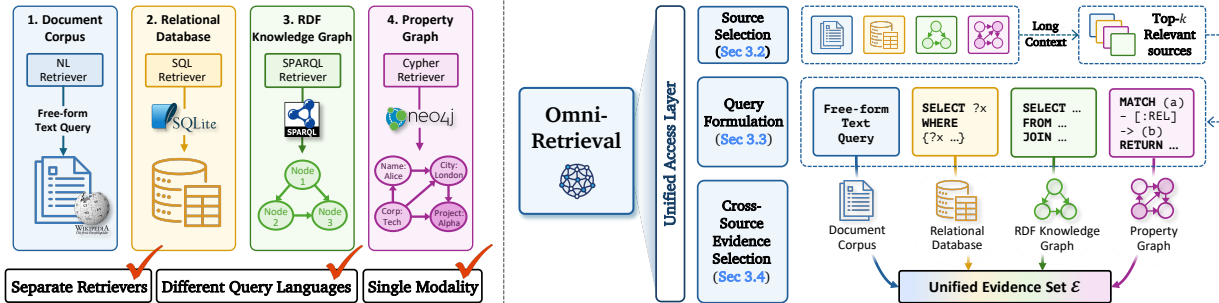 1. Document
Corpus
NL
Retriever
Free-form
Text Query
WIKIPEDIA
2. Relational
Database
SQL
Retriever
SQLite
3. RDF
Knowledge Graph
SPARQL
Retriever
SPARQL
Node
1
Node
2
Node
3
4. Property
Graph
Cypher
Retriever
neo4j
Name:
Alice
City:
London
Corp:
Tech
Project:
Alpha
Separate Retrievers
Different Query Languages
Single Modality
Omni-
Retrieval
Unified Access Layer
Source
Selection
(Sec 3.2)
Long
Context
Top-k
Relevant
sources
Query
Formulation
(Sec 3.3)
Free-form
Text
Query
SELECT ?x
WHERE
{?x …}
SELECT …
FROM …
JOIN …
MATCH (a)
– [:REL]
-> (b)
RETURN …
Cross-
Source
Evidence
Selection
(Sec 3.4)
Document
Corpus
Relational
Database
RDF Knowledge
Graph
Property
Graph
Unified Evidence Set ℰ